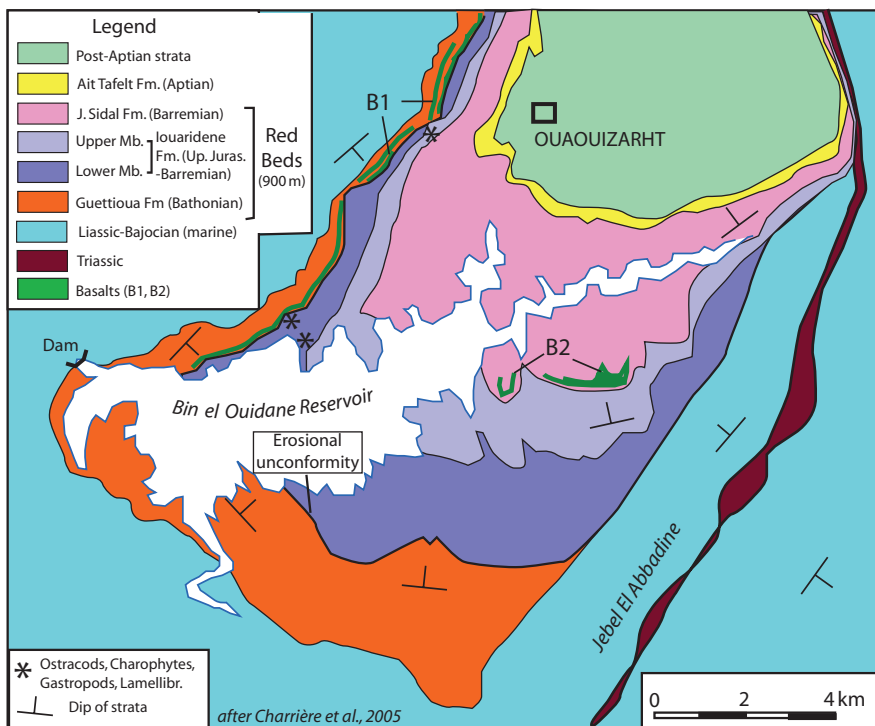 Legend
Post-Aptian strata
Ait Tafelt Fm. (Aptian)
J. Sidal Fm. (Barremian)
Upper Mb.
Lower Mb.
Iouaridene
Fm. (Up. Juras.
-Barremian)
Red
Beds
(900 m)
Guettioua Fm (Bathonian)
Liassic-Bajocian (marine)
Triassic
Basalts (B1, B2)
B1
OUAOUIZARHT
Dam
B2
Bin el Ouidane Reservoir
Erosional
unconformity
Jebel El Abbadine
* Ostracods, Charophytes,
Gastropods, Lamellibr.
Dip of strata
after Charrière et al., 2005
0 2 4 km